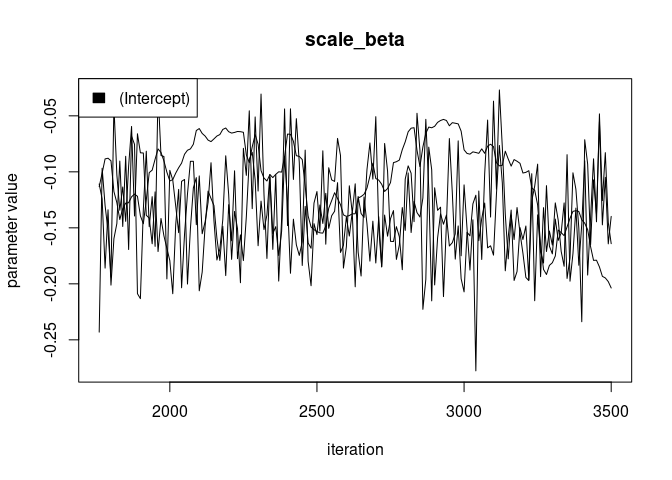 scale_beta
(Intercept)
-0.05
-0.10
-0.15
-0.20
-0.25
parameter value
2000 2500 3000 3500
iteration